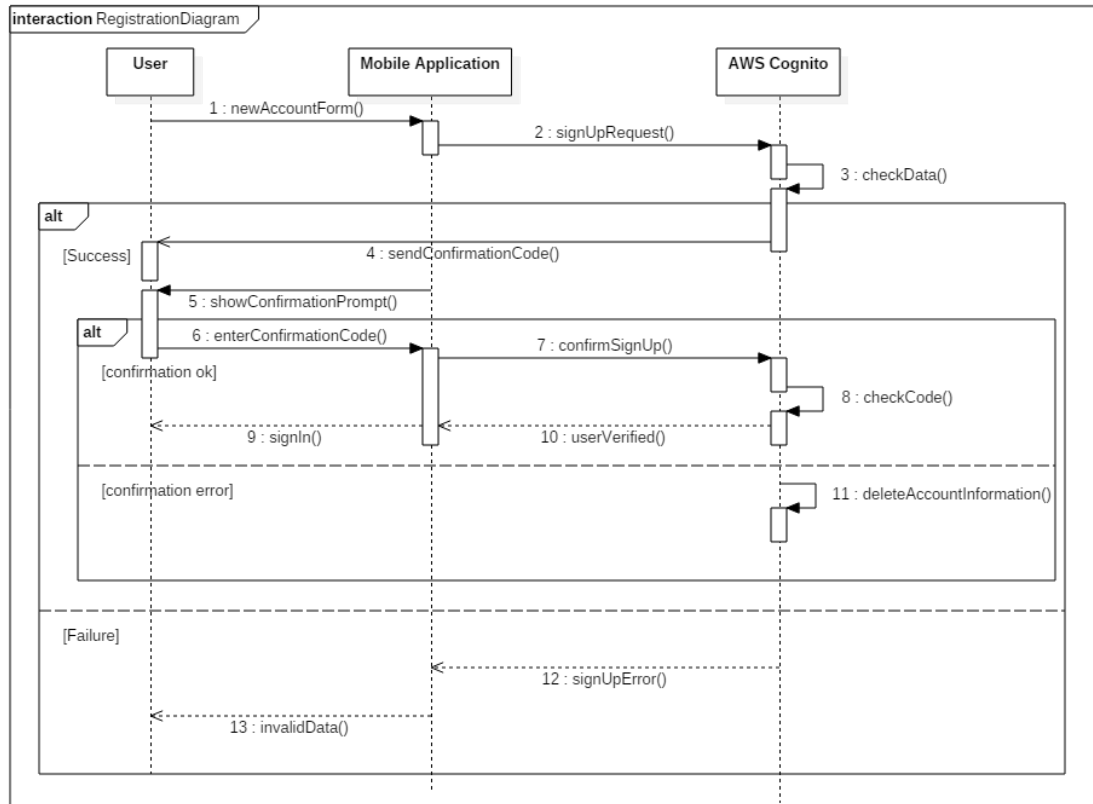 interaction RegistrationDiagram
User
Mobile Application
AWS Cognito
1 : newAccountForm()
2 : signUpRequest()
3 : checkData()
alt
[Success]
4 : sendConfirmationCode()
5 : showConfirmationPrompt()
alt
6 : enterConfirmationCode()
7 : confirmSignUp()
[confirmation ok]
8 : checkCode()
9 : signIn()
10 : userVerified()
[confirmation error]
11 : deleteAccountInformation()
[Failure]
12 : signUpError()
13 : invalidData()